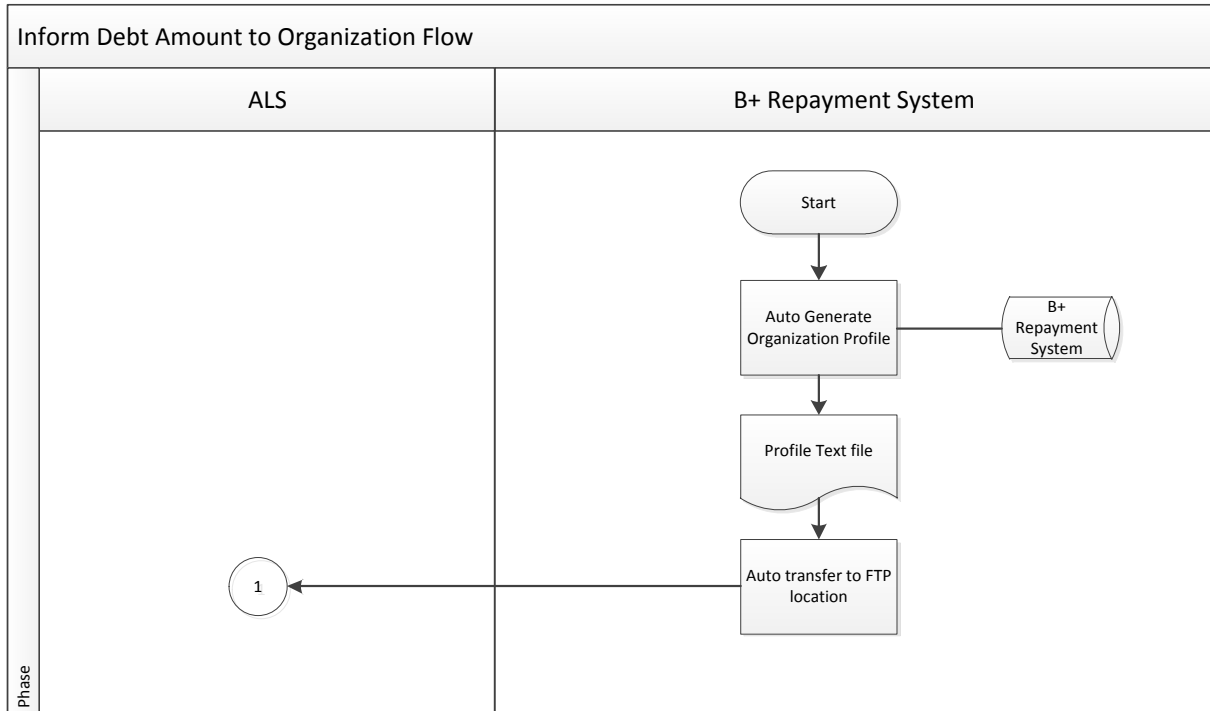 Inform Debt Amount to Organization Flow
ALS
B+ Repayment System
Start
Auto Generate
Organization Profile
B+
Repayment
System
Profile Text file
Auto transfer to FTP
location
1
Phase